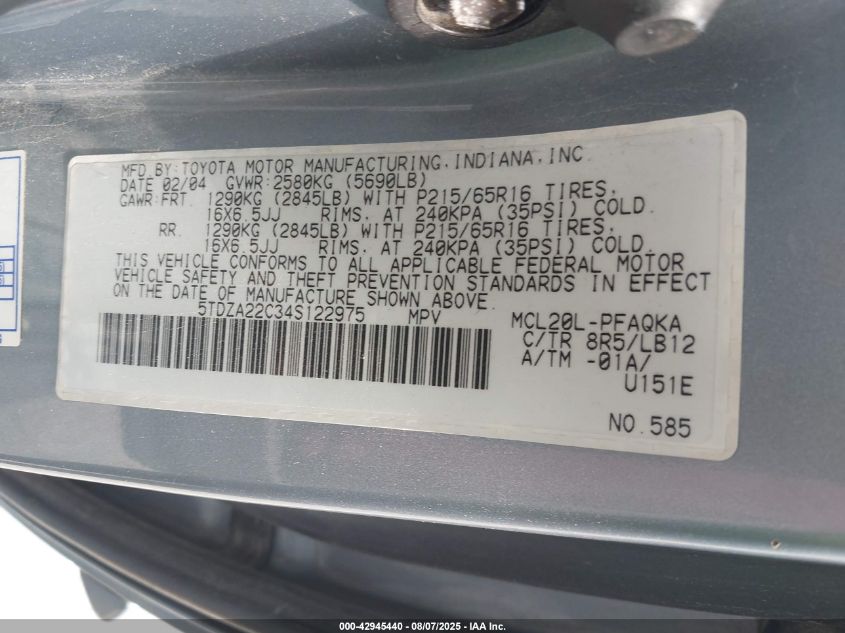 MFD.BY:TOYOTA MOTOR MANUFACTURING,INDIANA,INC.
DATE 02/04 GVWR:2580KG (5690LB)
GAWR:FRT. 1290KG (2845LB) WITH P215/65R16 TIRES,
16X6.5JJ RIMS, AT 240KPA (35PSI) COLD.
RR. 1290KG (2845LB) WITH P215/65R16 TIRES,
16X6.5JJ RIMS, AT 240KPA (35PSI) COLD.
THIS VEHICLE CONFORMS TO ALL APPLICABLE FEDERAL MOTOR
VEHICLE SAFETY AND THEFT PREVENTION STANDARDS IN EFFECT
ON THE DATE OF MANUFACTURE SHOWN ABOVE.
5TDZA22C34S122975 MPV MCL20L-PFAQKA
C/TR 8R5/LB12
A/TM -01A/
U151E
NO.585
000-42945440 - 08/07/2025 - IAA Inc.